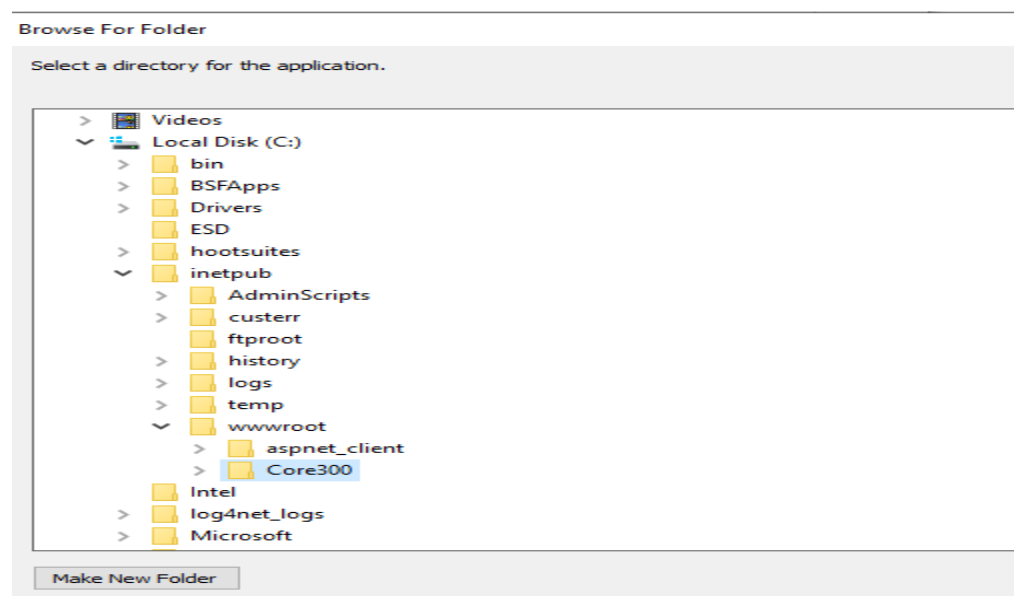 Browse For Folder
Select a directory for the application.
Videos
Local Disk (C:)
bin
BSFApps
Drivers
ESD
hootsuites
inetpub
AdminScripts
custerr
ftproot
history
logs
temp
wwwroot
aspnet_client
Core300
Intel
log4net_logs
Microsoft
Make New Folder